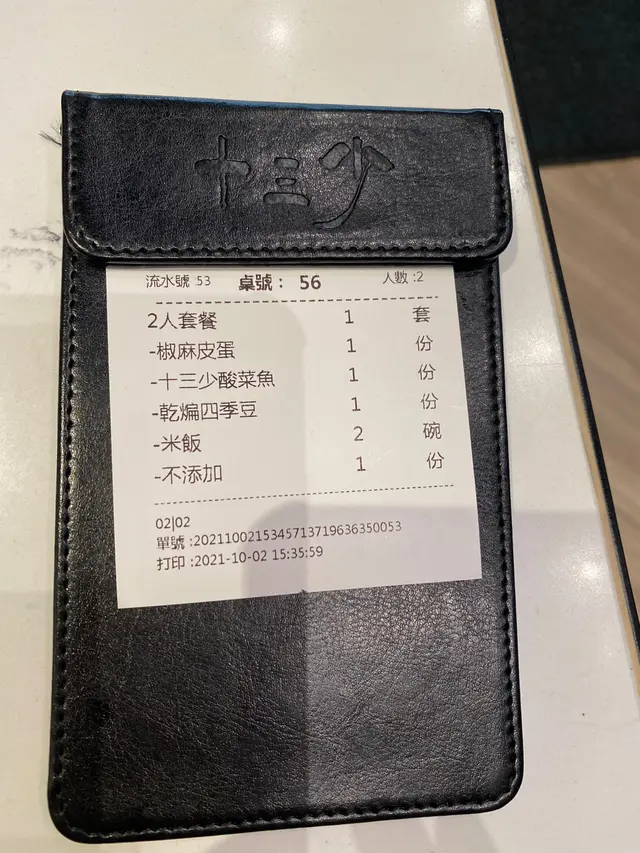 十三少
流水號:53 桌號： 56 人數:2
2人套餐 1 套
-椒麻皮蛋 1 份
-十三少酸菜魚 1 份
-乾煸四季豆 1 份
-米飯 2 碗
-不添加 1 份
02|02
單號:2021100215345713719636350053
打印:2021-10-02 15:35:59